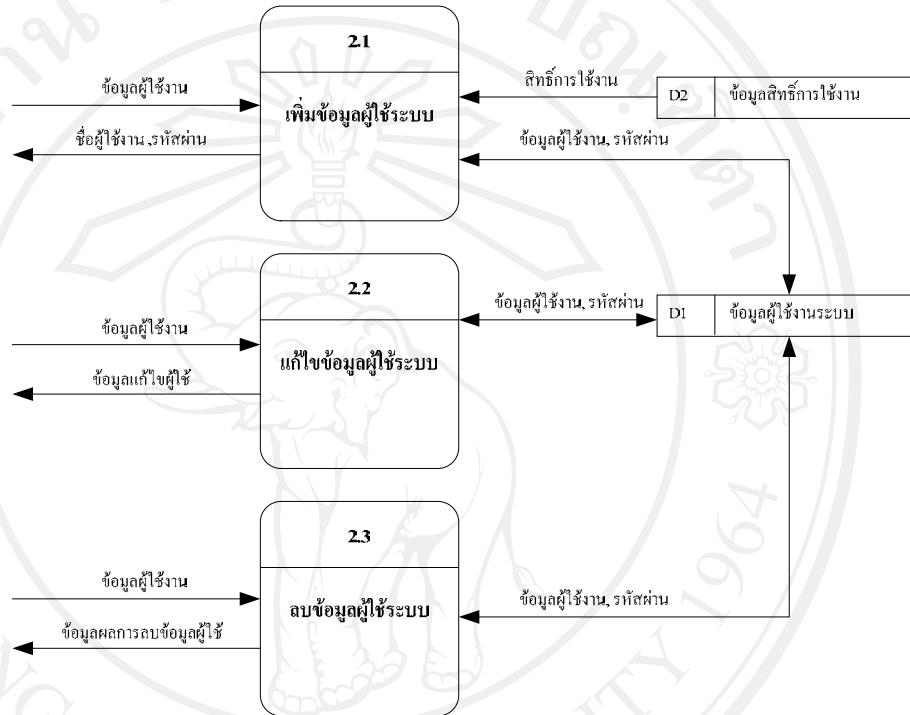 2.1
ข้อมูลผู้ใช้งาน
สิทธิ์การใช้งาน
D2 ข้อมูลสิทธิ์การใช้งาน
เพิ่มข้อมูลผู้ใช้ระบบ
ชื่อผู้ใช้งาน ,รหัสผ่าน
ข้อมูลผู้ใช้งาน, รหัสผ่าน
2.2
ข้อมูลผู้ใช้งาน
ข้อมูลผู้ใช้งาน, รหัสผ่าน
D1 ข้อมูลผู้ใช้งานระบบ
แก้ไขข้อมูลผู้ใช้ระบบ
ข้อมูลแก้ไขผู้ใช้
2.3
ข้อมูลผู้ใช้งาน
ลบข้อมูลผู้ใช้ระบบ
ข้อมูลผู้ใช้งาน, รหัสผ่าน
ข้อมูลผลการลบข้อมูลผู้ใช้
1964